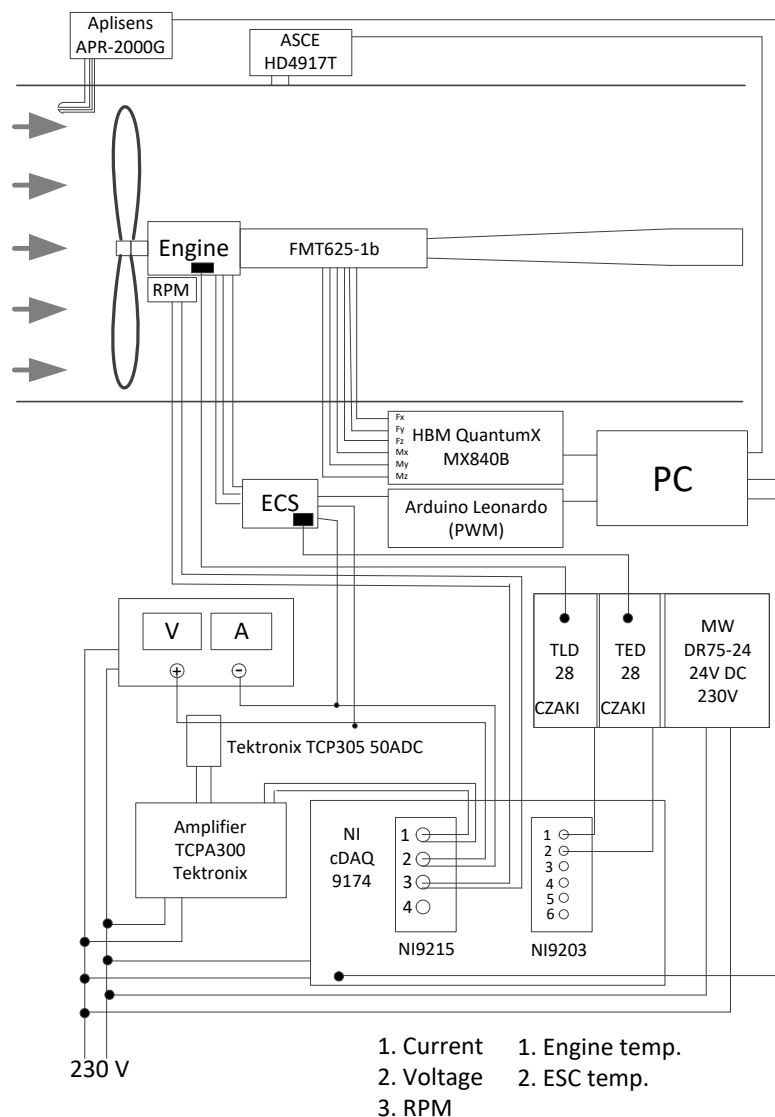 Aplisens
APR-2000G
ASCE
HD4917T
Engine
FMT625-1b
RPM
Fx
Fy
Fz
Mx
My
Mz
HBM QuantumX
MX840B
PC
ECS
Arduino Leonardo
(PWM)
V
A
+
−
TLD
28
CZAKI
TED
28
CZAKI
MW
DR75-24
24V DC
230V
Tektronix TCP305 50ADC
Amplifier
TCPA300
Tektronix
NI
cDAQ
9174
1
2
3
4
NI9215
1
2
3
4
5
6
NI9203
230 V
1. Current
2. Voltage
3. RPM
1. Engine temp.
2. ESC temp.